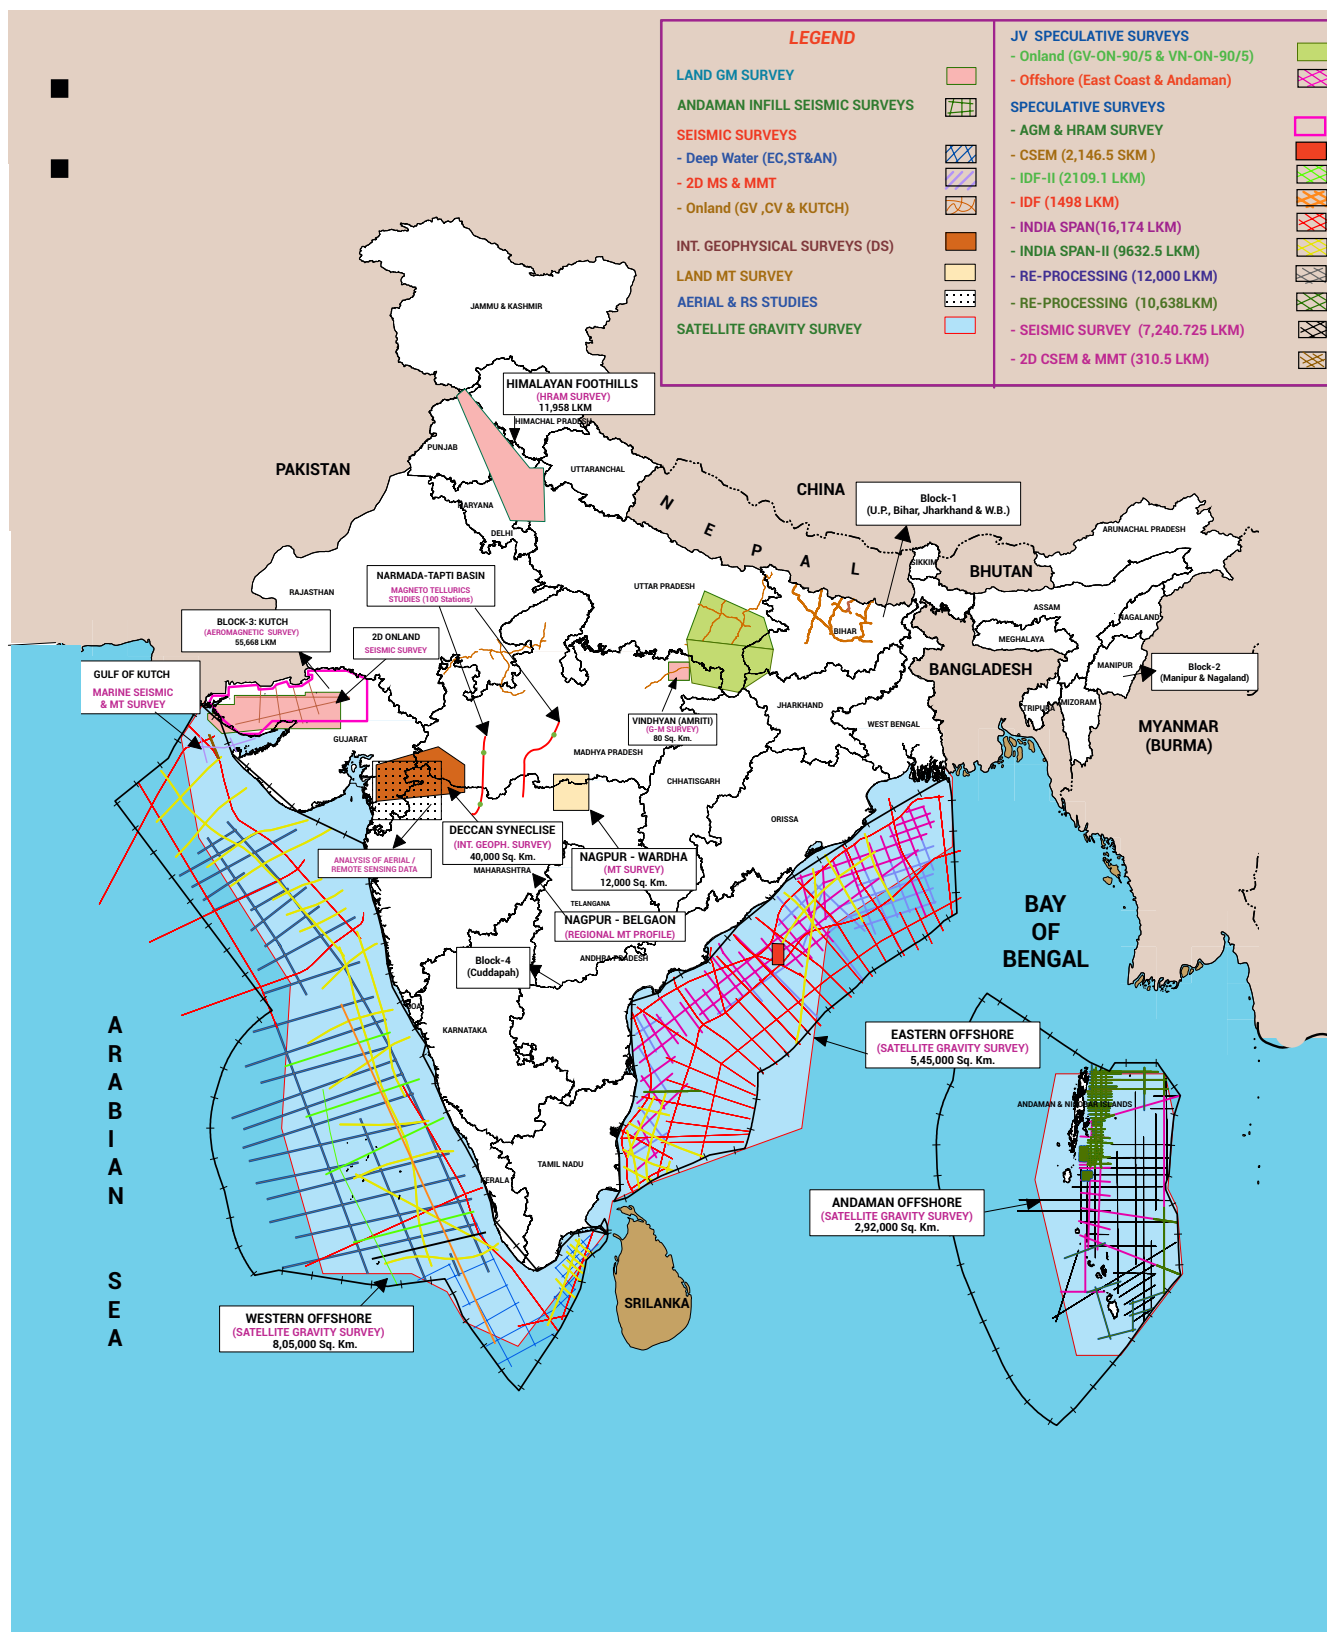 LEGEND
LAND GM SURVEY
ANDAMAN INFILL SEISMIC SURVEYS
SEISMIC SURVEYS
- Deep Water (EC,ST&AN)
- 2D MS & MMT
- Onland (GV ,CV & KUTCH)
INT. GEOPHYSICAL SURVEYS (DS)
LAND MT SURVEY
AERIAL & RS STUDIES
SATELLITE GRAVITY SURVEY
JV SPECULATIVE SURVEYS
- Onland (GV-ON-90/5 & VN-ON-90/5)
- Offshore (East Coast & Andaman)
SPECULATIVE SURVEYS
- AGM & HRAM SURVEY
- CSEM (2,146.5 SKM )
- IDF-II (2109.1 LKM)
- IDF (1498 LKM)
- INDIA SPAN(16,174 LKM)
- INDIA SPAN-II (9632.5 LKM)
- RE-PROCESSING (12,000 LKM)
- RE-PROCESSING (10,638LKM)
- SEISMIC SURVEY (7,240.725 LKM)
- 2D CSEM & MMT (310.5 LKM)
JAMMU & KASHMIR
HIMALAYAN FOOTHILLS
(HRAM SURVEY)
11,958 LKM
HIMACHAL PRADESH
PUNJAB
PAKISTAN
UTTARANCHAL
CHINA
NEPAL
Block-1
(U.P., Bihar, Jharkhand & W.B.)
HARYANA
DELHI
ARUNACHAL PRADESH
SIKKIM
BHUTAN
NARMADA-TAPTI BASIN
MAGNETO TELLURICS
STUDIES (100 Stations)
UTTAR PRADESH
RAJASTHAN
ASSAM
NAGALAND
BLOCK-3: KUTCH
(AEROMAGNETIC SURVEY)
55,668 LKM
2D ONLAND
SEISMIC SURVEY
BIHAR
MEGHALAYA
BANGLADESH
MANIPUR
Block-2
(Manipur & Nagaland)
GULF OF KUTCH
MARINE SEISMIC
& MT SURVEY
TRIPURA
MIZORAM
JHARKHAND
WEST BENGAL
VINDHYAN (AMRITI)
(G-M SURVEY)
80 Sq. Km.
MYANMAR
(BURMA)
GUJARAT
MADHYA PRADESH
CHHATISGARH
ORISSA
DECCAN SYNECLISE
(INT. GEOPH. SURVEY)
40,000 Sq. Km.
ANALYSIS OF AERIAL /
REMOTE SENSING DATA
MAHARASHTRA
NAGPUR - WARDHA
(MT SURVEY)
12,000 Sq. Km.
TELANGANA
NAGPUR - BELGAON
(REGIONAL MT PROFILE)
BAY
OF
BENGAL
Block-4
(Cuddapah)
ANDHRA PRADESH
GOA
KARNATAKA
ARABIAN SEA
EASTERN OFFSHORE
(SATELLITE GRAVITY SURVEY)
5,45,000 Sq. Km.
ANDAMAN & NICOBAR ISLANDS
TAMIL NADU
KERALA
ANDAMAN OFFSHORE
(SATELLITE GRAVITY SURVEY)
2,92,000 Sq. Km.
SRILANKA
WESTERN OFFSHORE
(SATELLITE GRAVITY SURVEY)
8,05,000 Sq. Km.